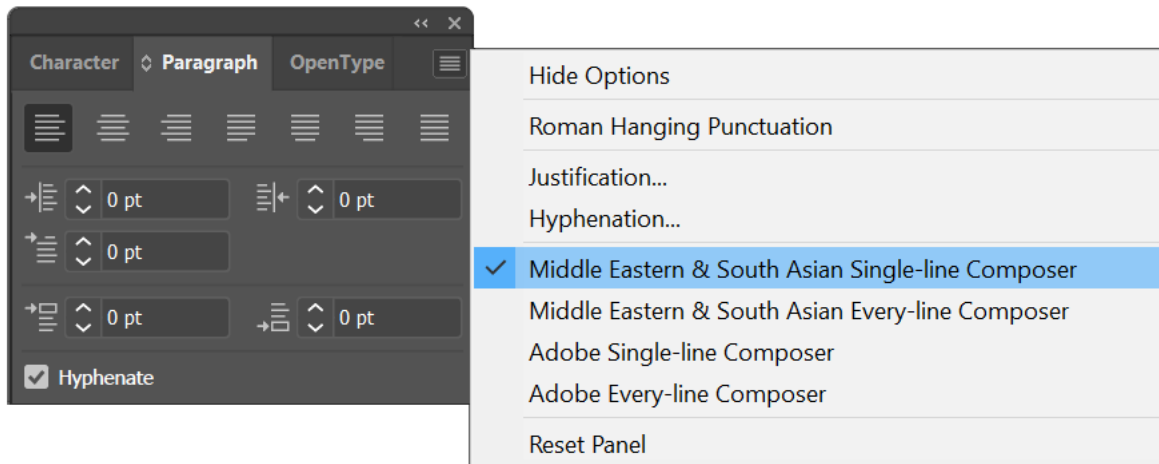 Character
Paragraph
OpenType
0 pt
0 pt
0 pt
0 pt
0 pt
Hyphenate
Hide Options
Roman Hanging Punctuation
Justification...
Hyphenation...
Middle Eastern & South Asian Single-line Composer
Middle Eastern & South Asian Every-line Composer
Adobe Single-line Composer
Adobe Every-line Composer
Reset Panel